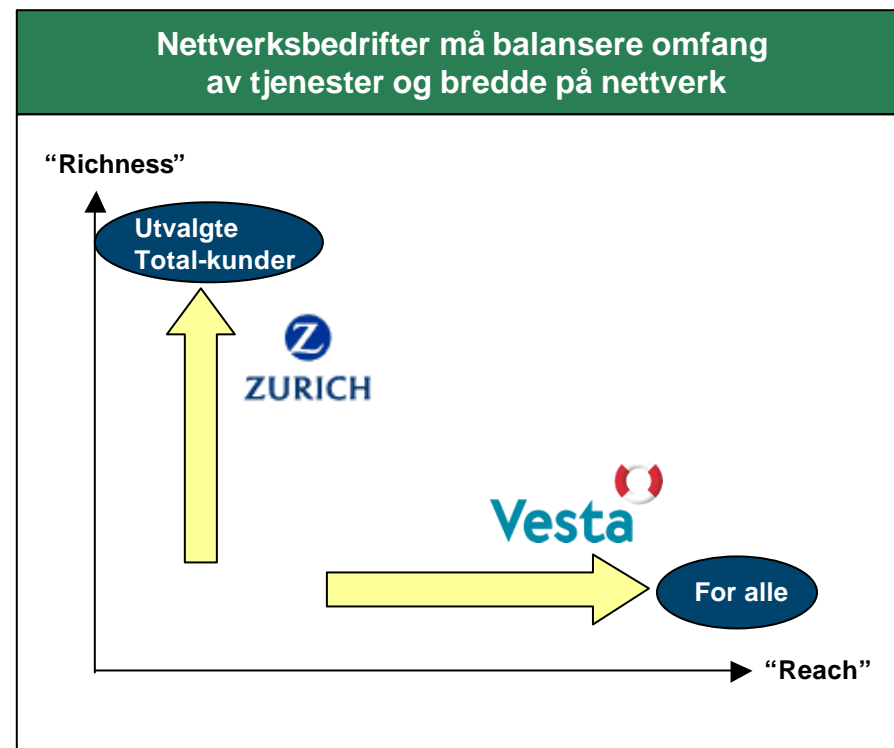 Nettverksbedrifter må balansere omfang
av tjenester og bredde på nettverk
“Richness”
Utvalgte
Total-kunder
Z
ZURICH
Vesta
For alle
“Reach”